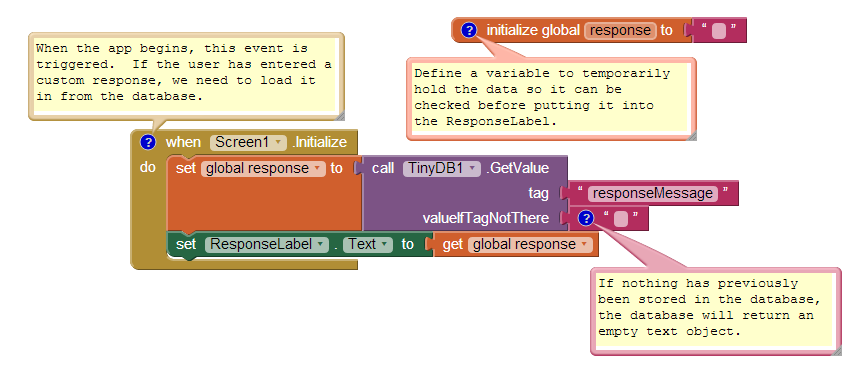 When the app begins, this event is
triggered.  If the user has entered a
custom response, we need to load it
in from the database.
? initialize global response to “ ”
Define a variable to temporarily
hold the data so it can be
checked before putting it into
the ResponseLabel.
? when Screen1 .Initialize
do set global response to call TinyDB1 .GetValue
tag “ responseMessage ”
valueIfTagNotThere ? “ ”
set ResponseLabel . Text to get global response
If nothing has previously
been stored in the database,
the database will return an
empty text object.